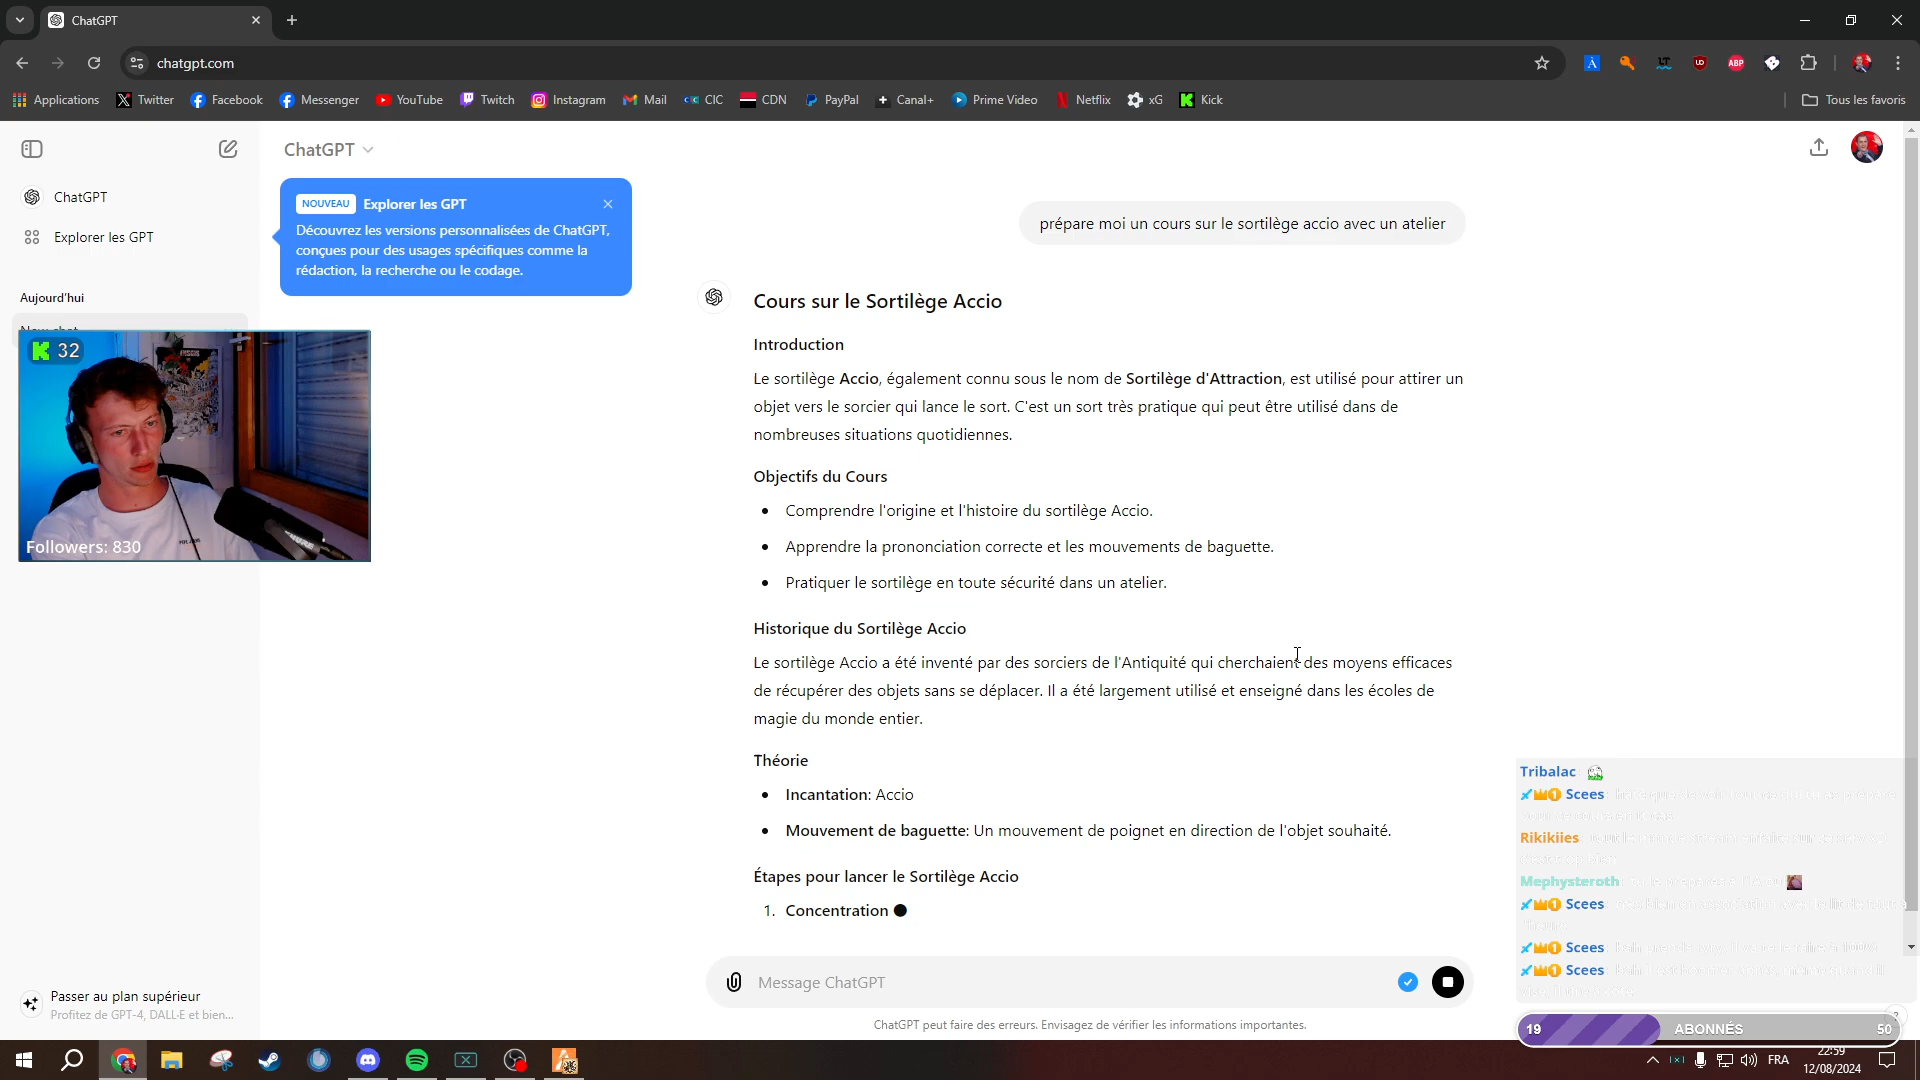 ChatGPT
chatgpt.com
Applications
Twitter
Facebook
Messenger
YouTube
Twitch
Instagram
Mail
CIC
CDN
PayPal
Canal+
Prime Video
Netflix
xG
Kick
Tous les favoris
ChatGPT
ChatGPT
Explorer les GPT
NOUVEAU Explorer les GPT
Découvrez les versions personnalisées de ChatGPT,
conçues pour des usages spécifiques comme la
rédaction, la recherche ou le codage.
Aujourd'hui
New chat
32
Followers: 830
Passer au plan supérieur
Profitez de GPT-4, DALL·E et bien...
prépare moi un cours sur le sortilège accio avec un atelier
Cours sur le Sortilège Accio
Introduction
Le sortilège Accio, également connu sous le nom de Sortilège d'Attraction, est utilisé pour attirer un
objet vers le sorcier qui lance le sort. C'est un sort très pratique qui peut être utilisé dans de
nombreuses situations quotidiennes.
Objectifs du Cours
• Comprendre l'origine et l'histoire du sortilège Accio.
• Apprendre la prononciation correcte et les mouvements de baguette.
• Pratiquer le sortilège en toute sécurité dans un atelier.
Historique du Sortilège Accio
Le sortilège Accio a été inventé par des sorciers de l'Antiquité qui cherchaient des moyens efficaces
de récupérer des objets sans se déplacer. Il a été largement utilisé et enseigné dans les écoles de
magie du monde entier.
Théorie
• Incantation: Accio
• Mouvement de baguette: Un mouvement de poignet en direction de l'objet souhaité.
Étapes pour lancer le Sortilège Accio
1. Concentration
Message ChatGPT
ChatGPT peut faire des erreurs. Envisagez de vérifier les informations importantes.
Tribalac
Scees
Rikikiies
Mephysteroth
Scees
Scees
Scees
19 ABONNÉS 50
FRA
22:59
12/08/2024